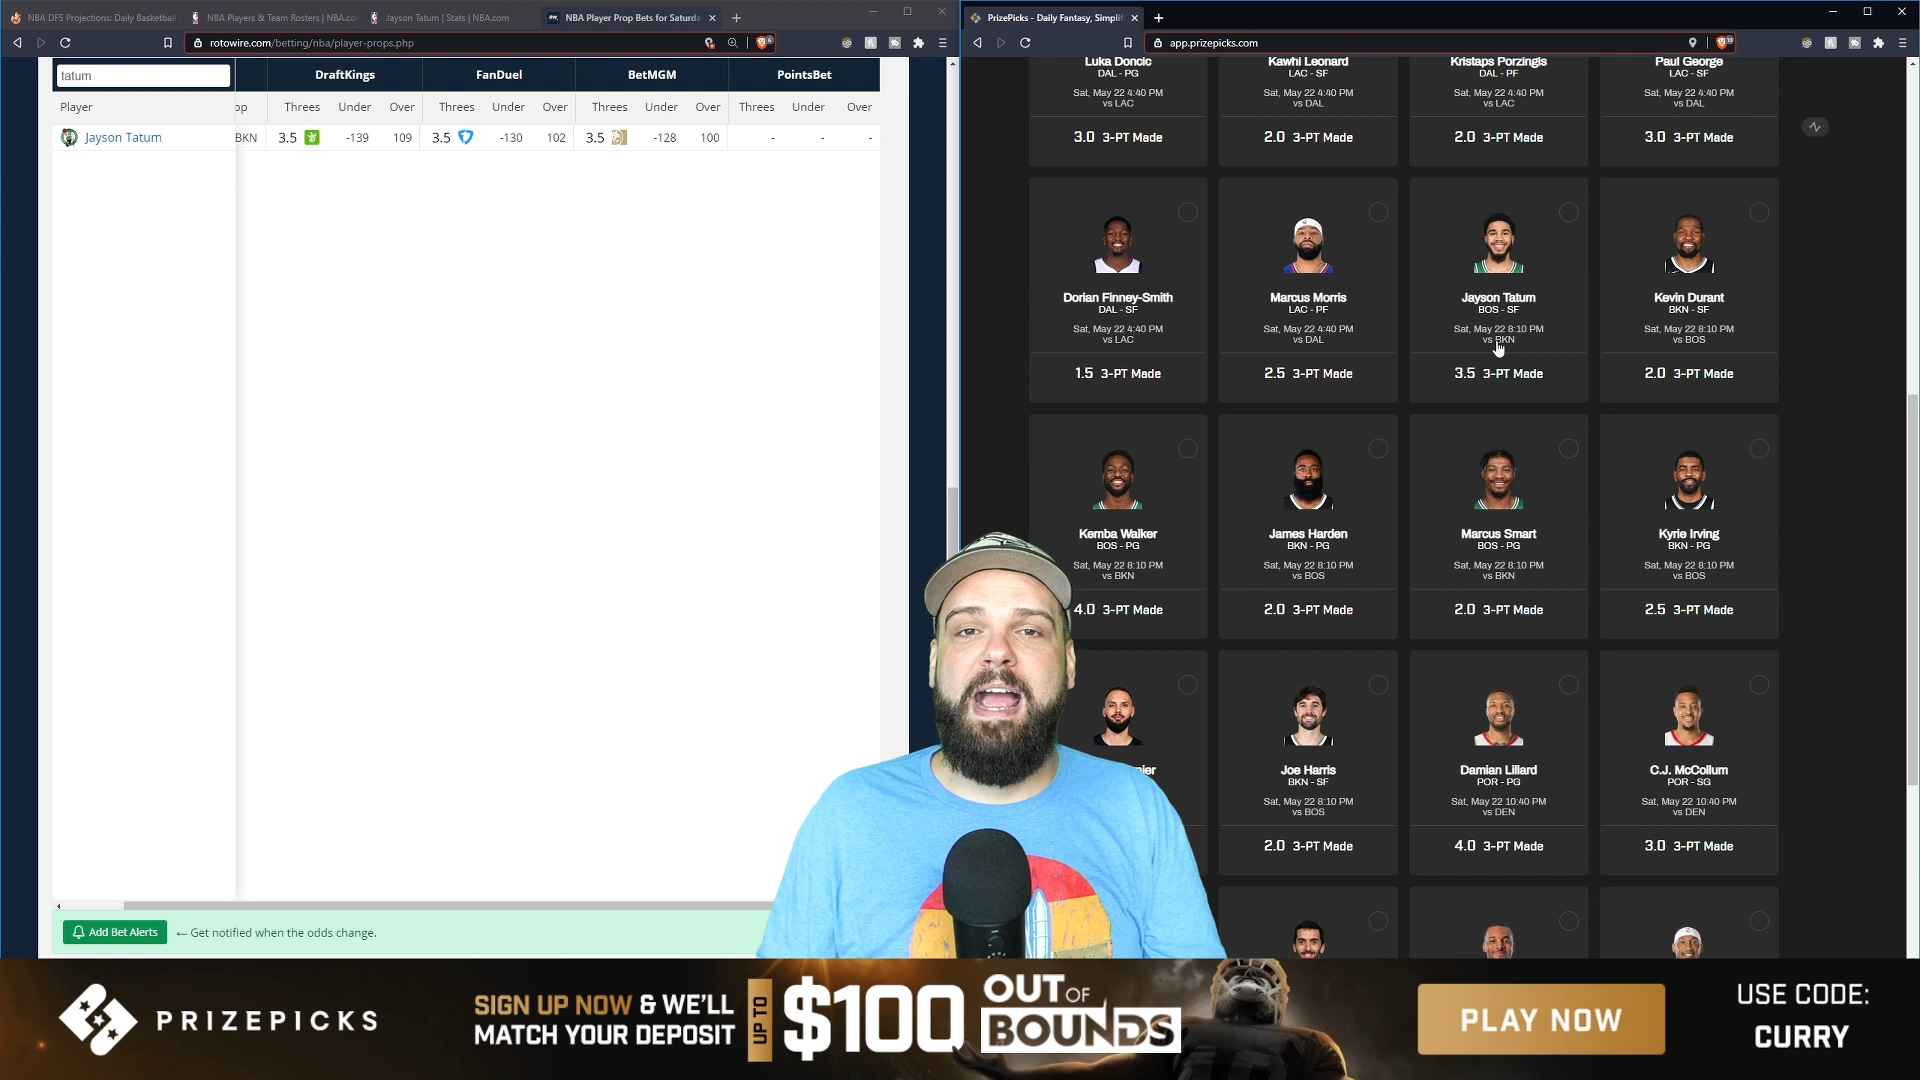 NBA DFS Projections: Daily Basketball
NBA Players & Team Rosters | NBA.co
Jayson Tatum | Stats | NBA.com
NBA Player Prop Bets for Saturda
PrizePicks - Daily Fantasy, Simplif
rotowire.com/betting/nba/player-props.php
app.prizepicks.com
tatum
DraftKings
FanDuel
BetMGM
PointsBet
Player
pp
Threes Under Over
Threes Under Over
Threes Under Over
Threes Under Over
Jayson Tatum
BKN
3.5 -139 109
3.5 -130 102
3.5 -128 100
- - -
Add Bet Alerts
← Get notified when the odds change.
Luka Doncic
DAL - PG
Sat, May 22 4:40 PM
vs LAC
3.0 3-PT Made
Kawhi Leonard
LAC - SF
Sat, May 22 4:40 PM
vs DAL
2.0 3-PT Made
Kristaps Porzingis
DAL - PF
Sat, May 22 4:40 PM
vs LAC
2.0 3-PT Made
Paul George
LAC - SF
Sat, May 22 4:40 PM
vs DAL
3.0 3-PT Made
Dorian Finney-Smith
DAL - SF
Sat, May 22 4:40 PM
vs LAC
1.5 3-PT Made
Marcus Morris
LAC - PF
Sat, May 22 4:40 PM
vs DAL
2.5 3-PT Made
Jayson Tatum
BOS - SF
Sat, May 22 8:10 PM
vs BKN
3.5 3-PT Made
Kevin Durant
BKN - SF
Sat, May 22 8:10 PM
vs BOS
2.0 3-PT Made
Kemba Walker
BOS - PG
Sat, May 22 8:10 PM
vs BKN
4.0 3-PT Made
James Harden
BKN - PG
Sat, May 22 8:10 PM
vs BOS
2.0 3-PT Made
Marcus Smart
BOS - PG
Sat, May 22 8:10 PM
vs BKN
2.0 3-PT Made
Kyrie Irving
BKN - PG
Sat, May 22 8:10 PM
vs BOS
2.5 3-PT Made
nier
Joe Harris
BKN - SF
Sat, May 22 8:10 PM
vs BOS
2.0 3-PT Made
Damian Lillard
POR - PG
Sat, May 22 10:40 PM
vs DEN
4.0 3-PT Made
C.J. McCollum
POR - SG
Sat, May 22 10:40 PM
vs DEN
3.0 3-PT Made
PRIZEPICKS
SIGN UP NOW & WE'LL
MATCH YOUR DEPOSIT
UP TO
$100
OUT OF
BOUNDS
PLAY NOW
USE CODE:
CURRY